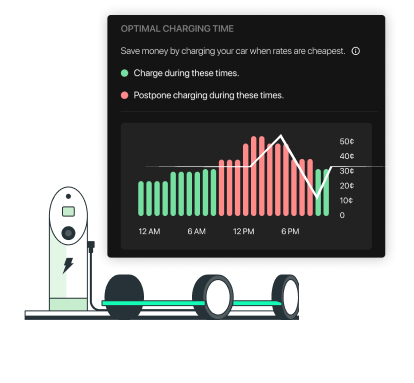 OPTIMAL CHARGING TIME
Save money by charging your car when rates are cheapest.
Charge during these times.
Postpone charging during these times.
50¢
40¢
30¢
20¢
10¢
0
12 AM 6 AM 12 PM 6 PM